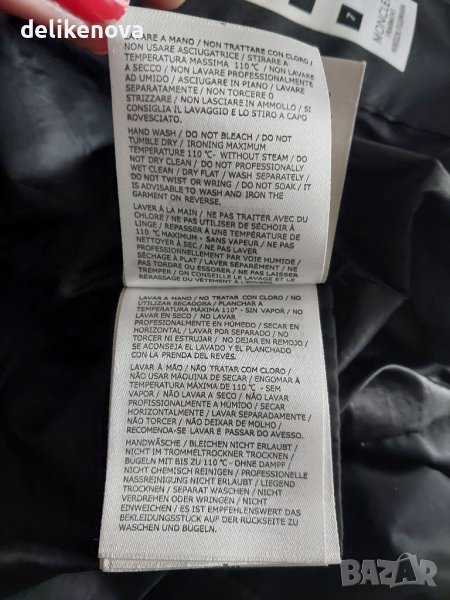 delikenova
LAVARE A MANO / NON TRATTARE CON CLORO /
NON USARE ASCIUGATRICE / STIRARE A
TEMPERATURA MASSIMA 110 °C / NON LAVARE
A SECCO / NON LAVARE PROFESSIONALMENTE
AD UMIDO / ASCIUGARE IN PIANO / LAVARE
SEPARATAMENTE / NON TORCERE O
STRIZZARE / NON LASCIARE IN AMMOLLO / SI
CONSIGLIA IL LAVAGGIO E LO STIRO A CAPO
ROVESCIATO.
HAND WASH / DO NOT BLEACH / DO NOT
TUMBLE DRY / IRONING MAXIMUM
TEMPERATURE 110 °C- WITHOUT STEAM / DO
NOT DRY CLEAN / DO NOT PROFESSIONALLY
WET CLEAN / DRY FLAT / WASH SEPARATELY /
DO NOT TWIST OR WRING / DO NOT SOAK / IT
IS ADVISABLE TO WASH AND IRON THE
GARMENT ON REVERSE.
LAVER À LA MAIN / NE PAS TRAITER AVEC DU
CHLORE / NE PAS UTILISER DE SÉCHOIR À
LINGE / REPASSER À UNE TEMPÉRATURE DE
110 °C MAXIMUM - SANS VAPEUR / NE PAS
NETTOYER À SEC / NE PAS LAVER
PROFESSIONNELLEMENT PAR VOIE HUMIDE /
SÉCHAGE À PLAT / LAVER SÉPARÉMENT / NE
PAS TORDRE OU ESSORER / NE PAS LAISSER
TREMPER / ON CONSEILLE LE LAVAGE ET LE
REPASSAGE DU VÊTEMENT À L'ENVERS
LAVAR A MANO / NO TRATAR CON CLORO / NO
UTILIZAR SECADORA / PLANCHAR A
TEMPERATURA MÁXIMA 110° - SIN VAPOR / NO
LAVAR EN SECO / NO LAVAR
PROFESIONALMENTE EN HÚMEDO / SECAR EN
HORIZONTAL / LAVAR POR SEPARADO / NO
TORCER NI ESTRUJAR / NO DEJAR EN REMOJO /
SE ACONSEJA EL LAVADO Y EL PLANCHADO
CON LA PRENDA DEL REVÉS.
LAVAR À MÃO / NÃO TRATAR COM CLORO /
NÃO USAR MÁQUINA DE SECAR / ENGOMAR À
TEMPERATURA MÁXIMA DE 110 °C - SEM
VAPOR / NÃO LAVAR A SECO / NÃO LAVAR
PROFISSIONALMENTE A HÚMIDO / SECAR
HORIZONTALMENTE / LAVAR SEPARADAMENTE
/ NÃO TORCER / NÃO DEIXAR DE MOLHO /
RECOMENDA-SE LAVAR E PASSAR DO AVESSO.
HANDWÄSCHE / BLEICHEN NICHT ERLAUBT /
NICHT IM TROMMELTROCKNER TROCKNEN /
BÜGELN MIT BIS ZU 110 °C - OHNE DAMPF /
NICHT CHEMISCH REINIGEN / PROFESSIONELLE
NASSREINIGUNG NICHT ERLAUBT / LIEGEND
TROCKNEN / SEPARAT WASCHEN / NICHT
VERDREHEN ODER WRINGEN / NICHT
EINWEICHEN / ES IST EMPFEHLENSWERT DAS
BEKLEIDUNGSSTÜCK AUF DER RÜCKSEITE ZU
WASCHEN UND BÜGELN.
7
MONCLER
BAZAR